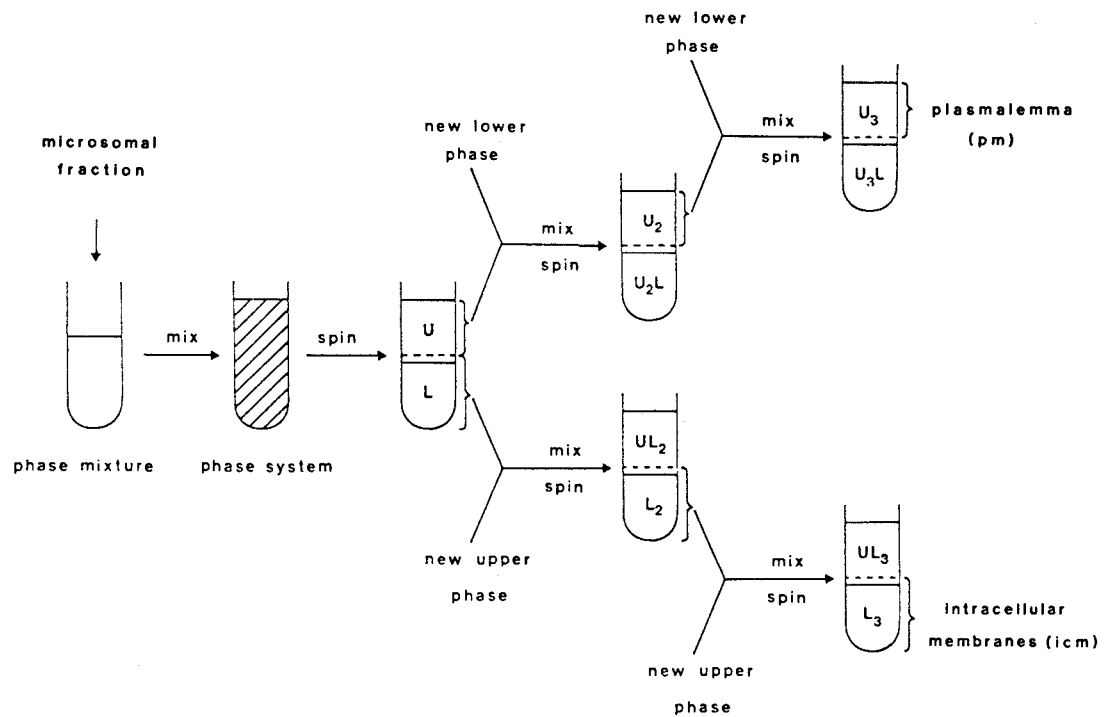 new lower
phase
mix
spin
U₃
U₃L
plasmalemma
(pm)
microsomal
fraction
new lower
phase
mix
spin
U₂
U₂L
mix
spin
U
L
phase mixture
phase system
mix
spin
UL₂
L₂
new upper
phase
mix
spin
UL₃
L₃
intracellular
membranes (icm)
new upper
phase